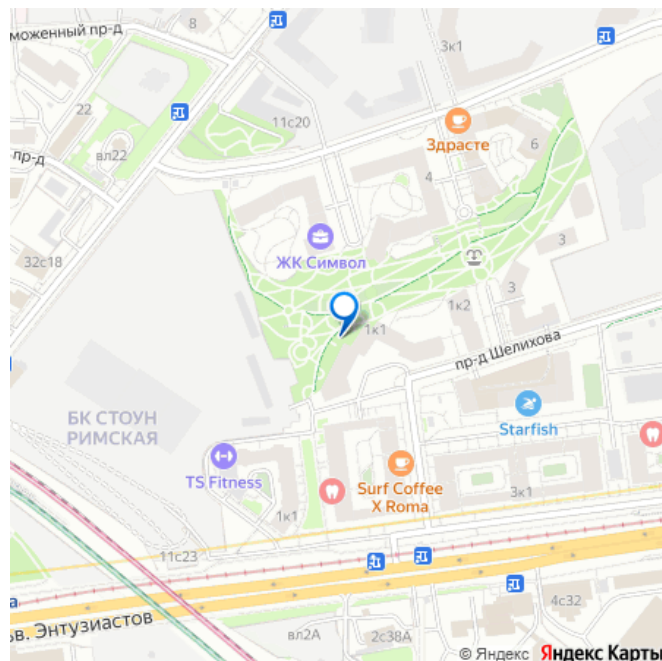 моженный пр-д
8
3к1
22
11с20
Здрасте
6
вл22
пр-д
4
32с18
ЖК Символ
3
3
1к2
1к1
пр-д Шелихова
БК СТОУН
РИМСКАЯ
Starfish
TS Fitness
Surf Coffee
X Roma
3к1
1к1
11с23
а
ьв. Энтузиастов
вл2А
2с38А
4с32
© Яндекс Яндекс Карты